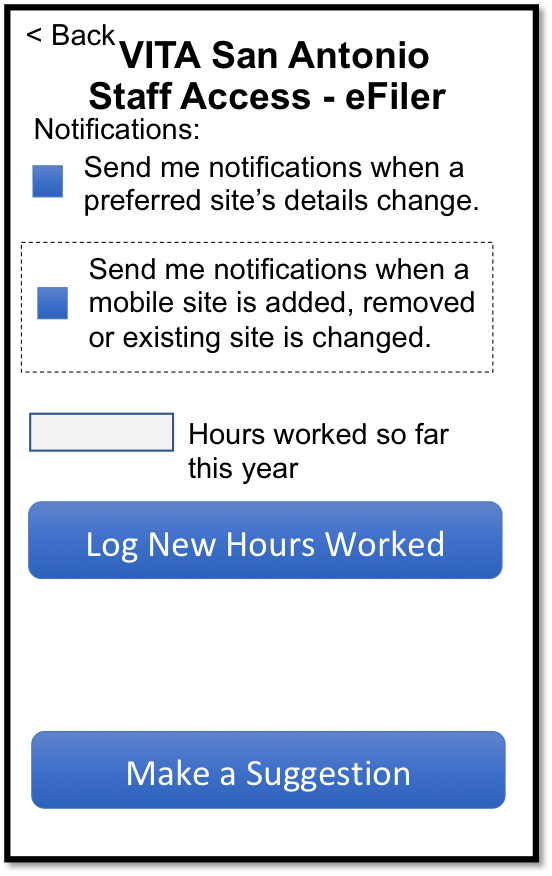 < Back
VITA San Antonio
Staff Access - eFiler
Notifications:
Send me notifications when a
preferred site’s details change.
Send me notifications when a
mobile site is added, removed
or existing site is changed.
Hours worked so far
this year
Log New Hours Worked
Make a Suggestion